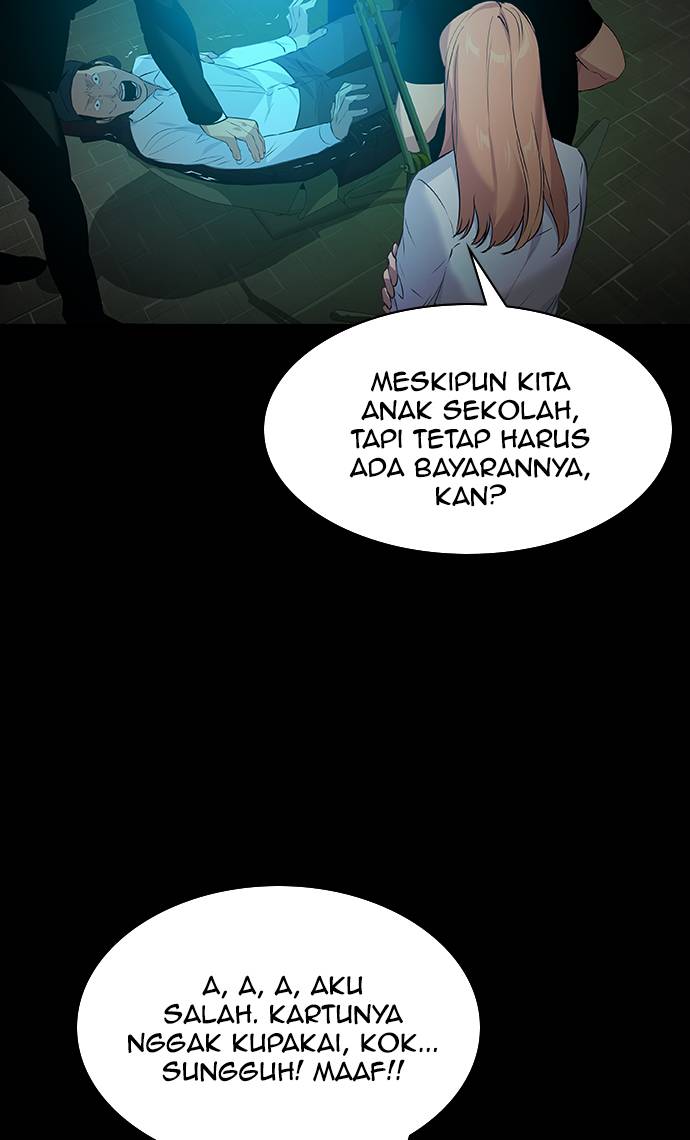 MESKIPUN KITA
ANAK SEKOLAH,
TAPI TETAP HARUS
ADA BAYARANNYA,
KAN?
A, A, A, AKU
SALAH. KARTUNYA
NGGAK KUPAKAI, KOK...
SUNGGUH! MAAF!!